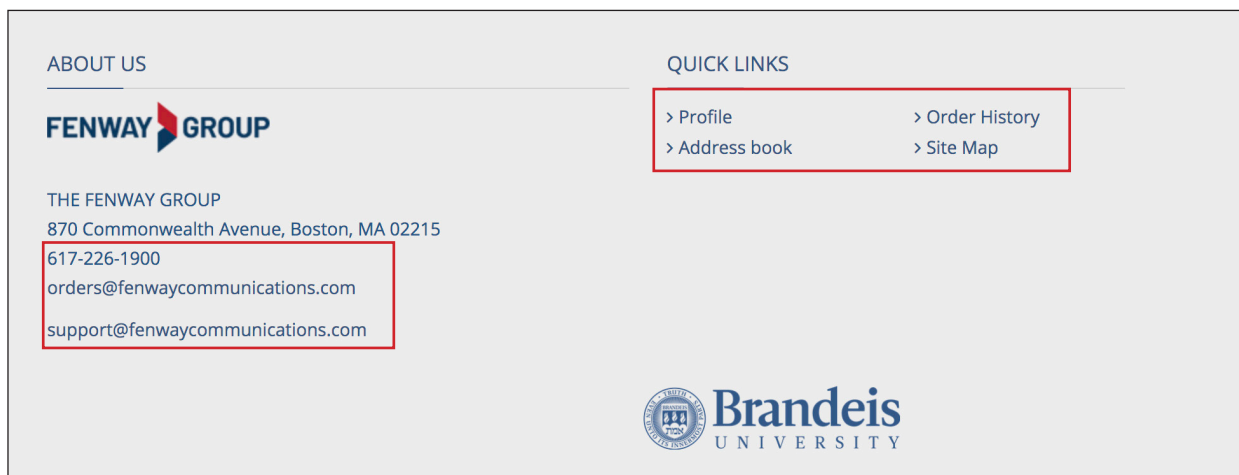 ABOUT US
FENWAY GROUP
THE FENWAY GROUP
870 Commonwealth Avenue, Boston, MA 02215
617-226-1900
orders@fenwaycommunications.com
support@fenwaycommunications.com
QUICK LINKS
> Profile
> Order History
> Address book
> Site Map
Brandeis
UNIVERSITY